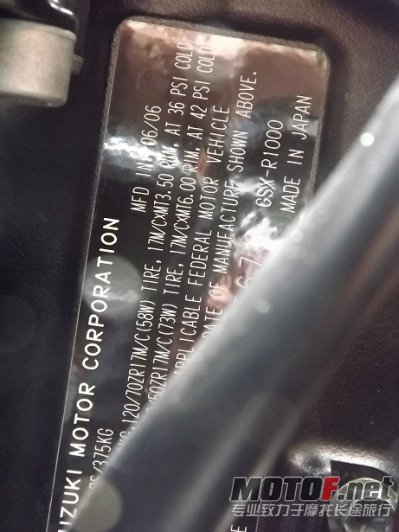 UZUKI MOTOR CORPORATION MFD IN 06/06
375KG
120/70ZR17M/C(58W) TIRE, 17M/CXMT3.50 RIM, AT 36 PSI COLD
50ZR17M/C(73W) TIRE, 17M/CXMT6.00 RIM, AT 42 PSI COLD
APPLICABLE FEDERAL MOTOR VEHICLE
DATE OF MANUFACTURE SHOWN ABOVE.
GSX-R1000
MADE IN JAPAN
MOTOF.net
专业致力于摩托长途旅行